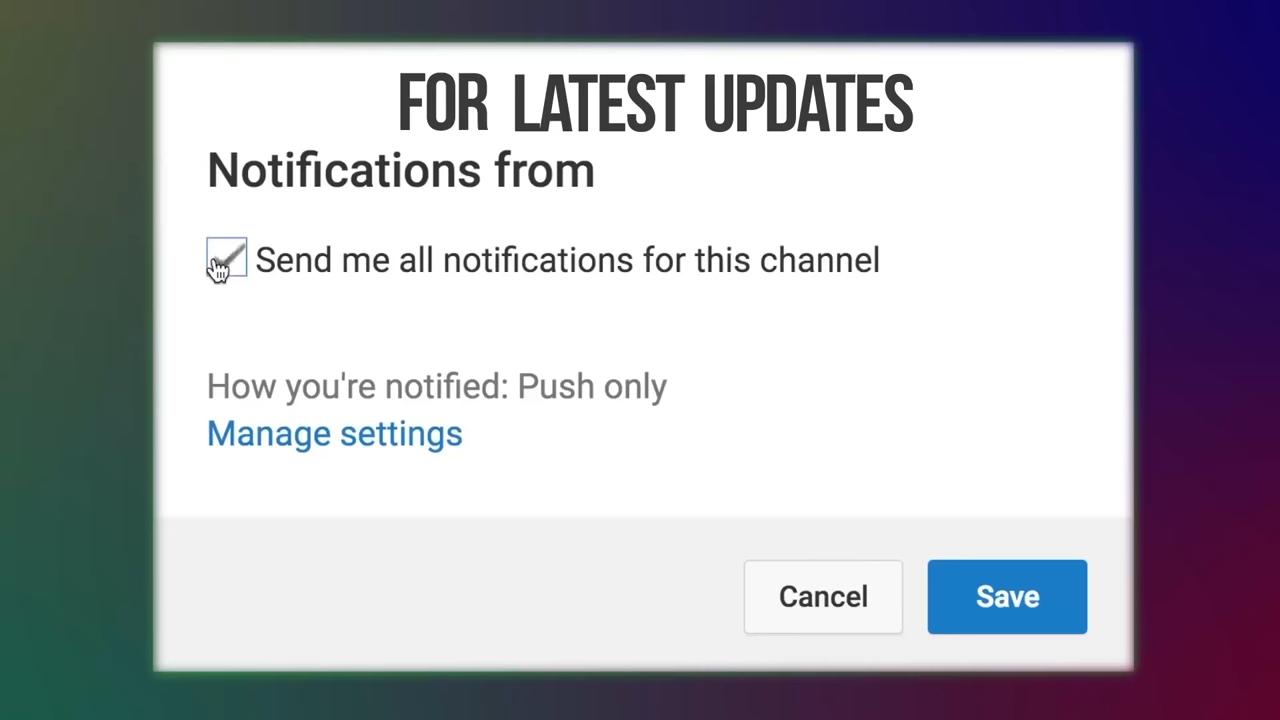 FOR LATEST UPDATES
Notifications from
Send me all notifications for this channel
How you're notified: Push only
Manage settings
Cancel
Save